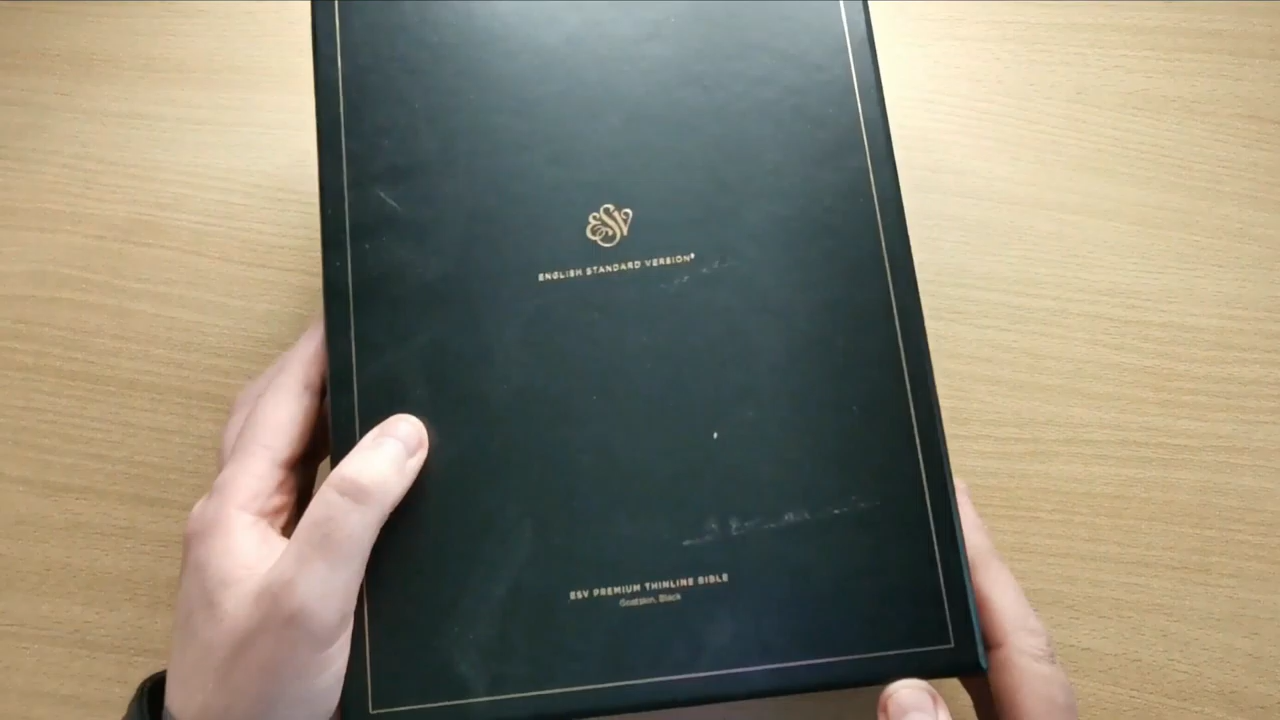 ESV
ENGLISH STANDARD VERSION®
ESV PREMIUM THINLINE BIBLE
Goatskin, Black